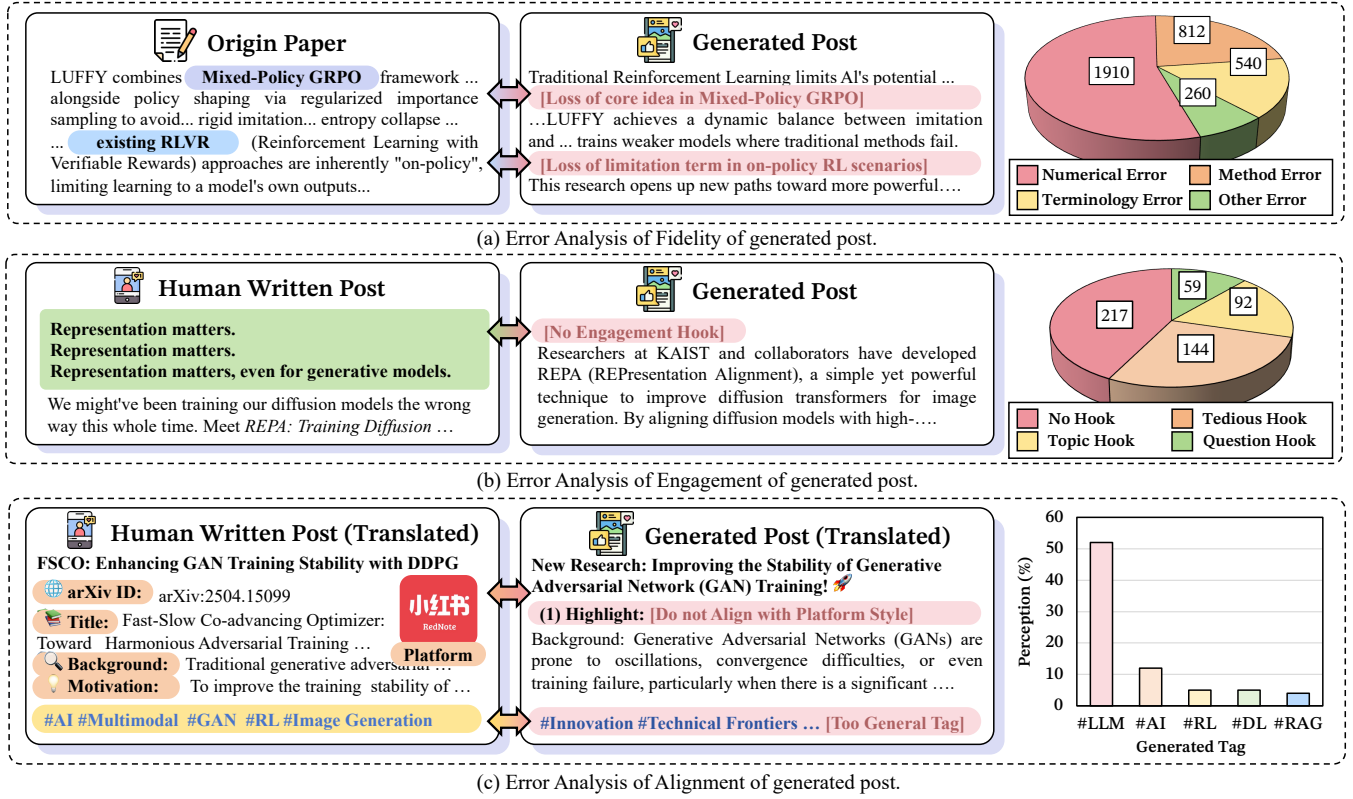 Origin Paper
LUFFY combines Mixed-Policy GRPO framework ...
alongside policy shaping via regularized importance
sampling to avoid... rigid imitation... entropy collapse ...
... existing RLVR (Reinforcement Learning with
Verifiable Rewards) approaches are inherently "on-policy",
limiting learning to a model's own outputs...
Generated Post
Traditional Reinforcement Learning limits AI's potential ...
[Loss of core idea in Mixed-Policy GRPO]
…LUFFY achieves a dynamic balance between imitation
and ... trains weaker models where traditional methods fail.
[Loss of limitation term in on-policy RL scenarios]
This research opens up new paths toward more powerful….
812
1910
540
260
Numerical Error
Method Error
Terminology Error
Other Error
(a) Error Analysis of Fidelity of generated post.
Human Written Post
Representation matters.
Representation matters.
Representation matters, even for generative models.
We might've been training our diffusion models the wrong
way this whole time. Meet REPA: Training Diffusion …
Generated Post
[No Engagement Hook]
Researchers at KAIST and collaborators have developed
REPA (REPresentation Alignment), a simple yet powerful
technique to improve diffusion transformers for image
generation. By aligning diffusion models with high-….
59
217
92
144
No Hook
Tedious Hook
Topic Hook
Question Hook
(b) Error Analysis of Engagement of generated post.
Human Written Post (Translated)
FSCO: Enhancing GAN Training Stability with DDPG
arXiv ID: arXiv:2504.15099
Title: Fast-Slow Co-advancing Optimizer:
Toward Harmonious Adversarial Training …
Background: Traditional generative adversarial …
Motivation: To improve the training stability of …
小红书
RedNote
Platform
#AI #Multimodal #GAN #RL #Image Generation
Generated Post (Translated)
New Research: Improving the Stability of Generative
Adversarial Network (GAN) Training!
(1) Highlight: [Do not Align with Platform Style]
Background: Generative Adversarial Networks (GANs) are
prone to oscillations, convergence difficulties, or even
training failure, particularly when there is a significant ….
#Innovation #Technical Frontiers … [Too General Tag]
Perception (%)
60
50
40
30
20
10
0
#LLM #AI #RL #DL #RAG
Generated Tag
(c) Error Analysis of Alignment of generated post.